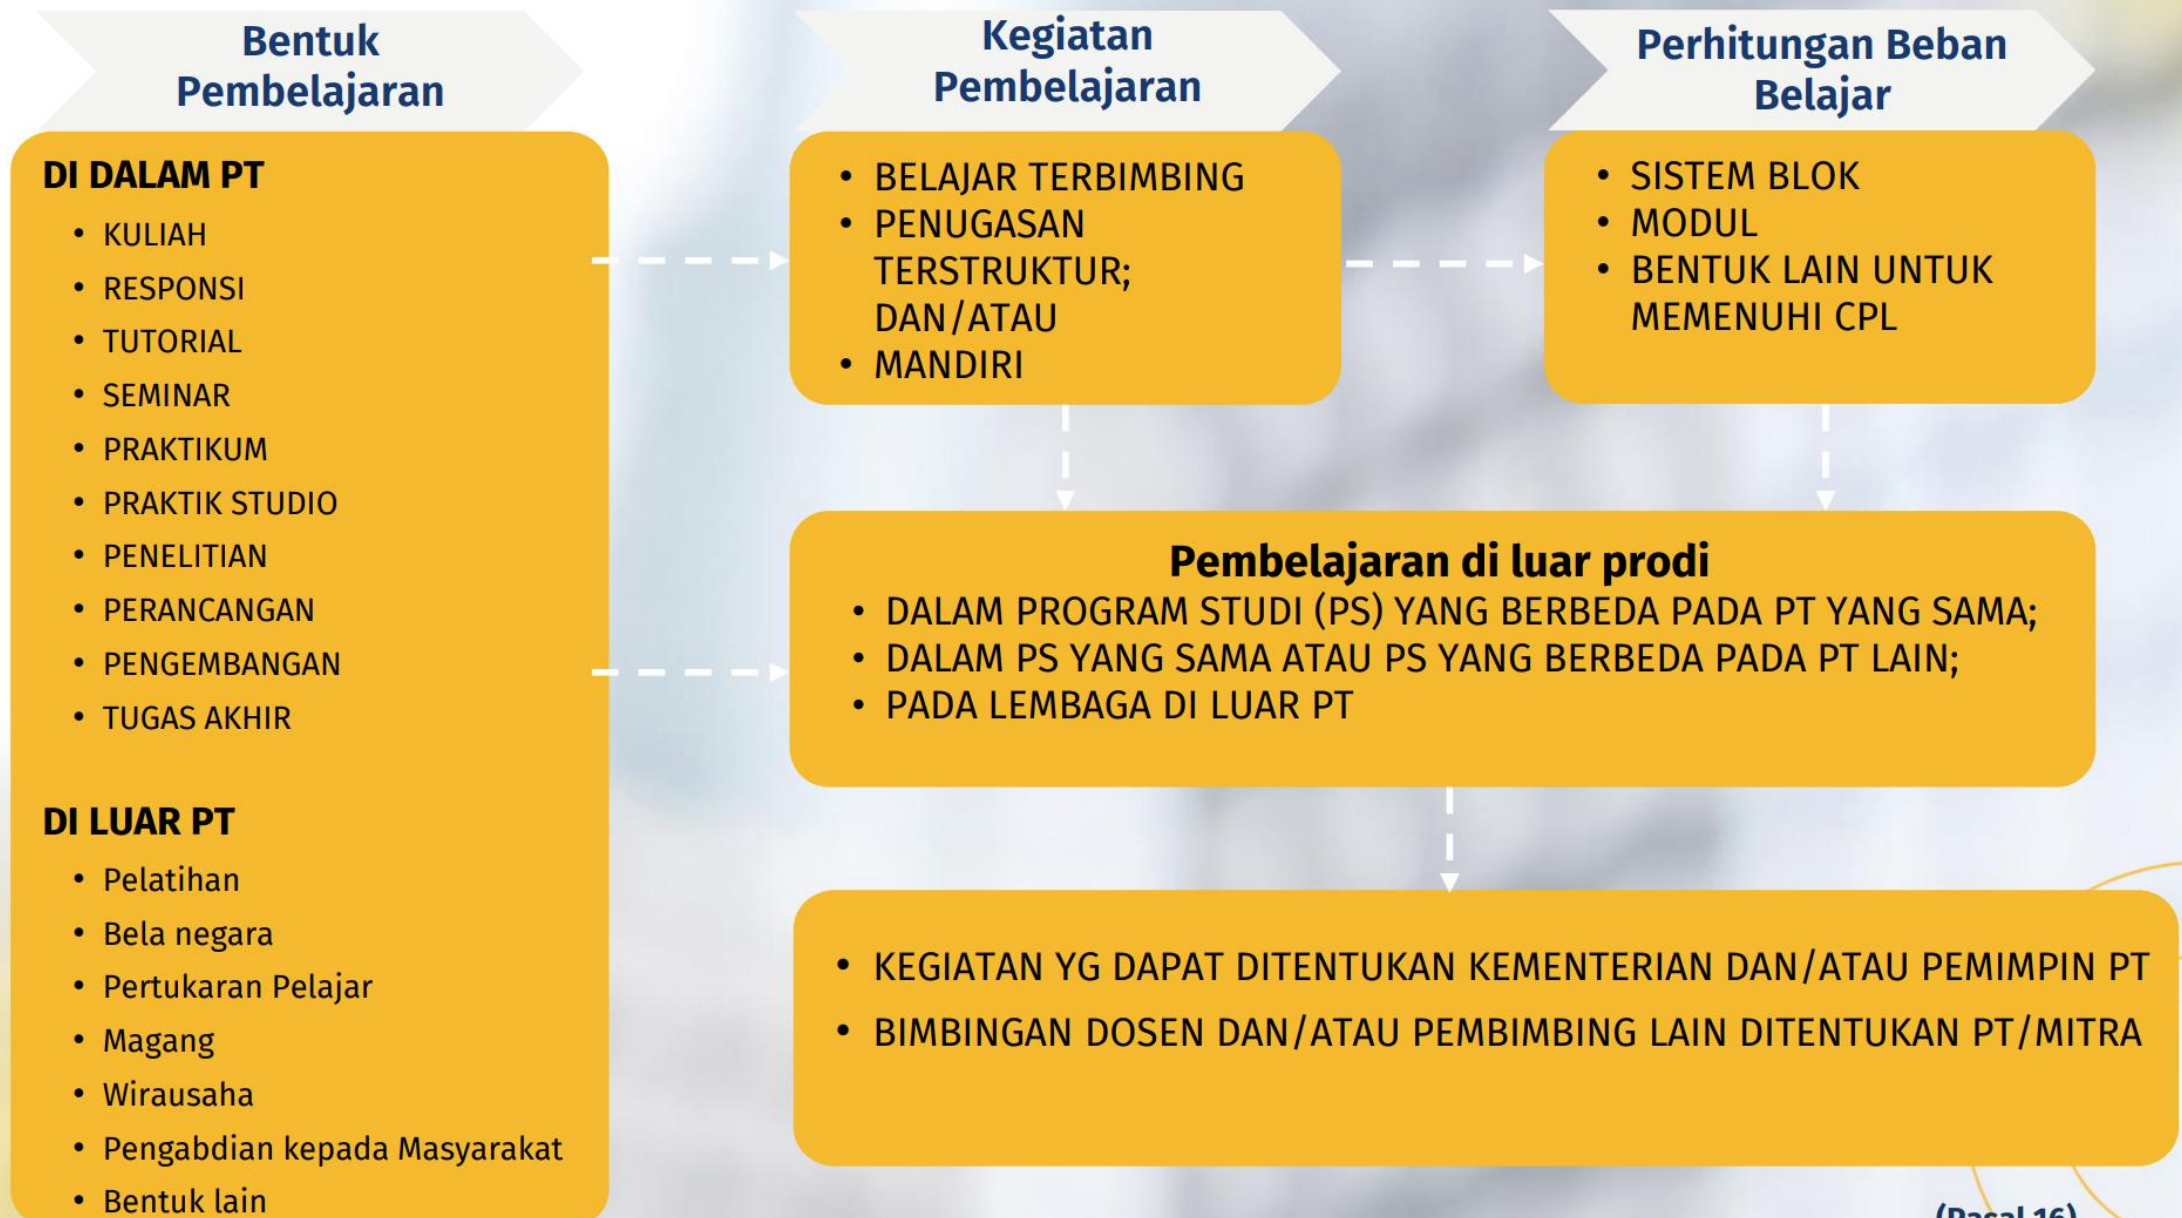 Bentuk
Pembelajaran
DI DALAM PT
• KULIAH
• RESPONSI
• TUTORIAL
• SEMINAR
• PRAKTIKUM
• PRAKTIK STUDIO
• PENELITIAN
• PERANCANGAN
• PENGEMBANGAN
• TUGAS AKHIR
DI LUAR PT
• Pelatihan
• Bela negara
• Pertukaran Pelajar
• Magang
• Wirausaha
• Pengabdian kepada Masyarakat
• Bentuk lain
Kegiatan
Pembelajaran
• BELAJAR TERBIMBING
• PENUGASAN
TERSTRUKTUR;
DAN/ATAU
• MANDIRI
Perhitungan Beban
Belajar
• SISTEM BLOK
• MODUL
• BENTUK LAIN UNTUK
MEMENUHI CPL
Pembelajaran di luar prodi
• DALAM PROGRAM STUDI (PS) YANG BERBEDA PADA PT YANG SAMA;
• DALAM PS YANG SAMA ATAU PS YANG BERBEDA PADA PT LAIN;
• PADA LEMBAGA DI LUAR PT
• KEGIATAN YG DAPAT DITENTUKAN KEMENTERIAN DAN/ATAU PEMIMPIN PT
• BIMBINGAN DOSEN DAN/ATAU PEMBIMBING LAIN DITENTUKAN PT/MITRA
(Pasal 16)